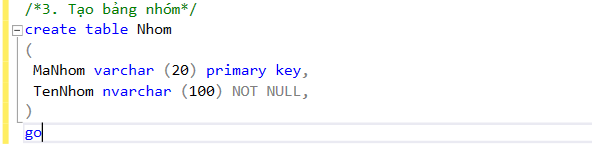 /*3. Tạo bảng nhóm*/
create table Nhom
(
MaNhom varchar (20) primary key,
TenNhom nvarchar (100) NOT NULL,
)
go